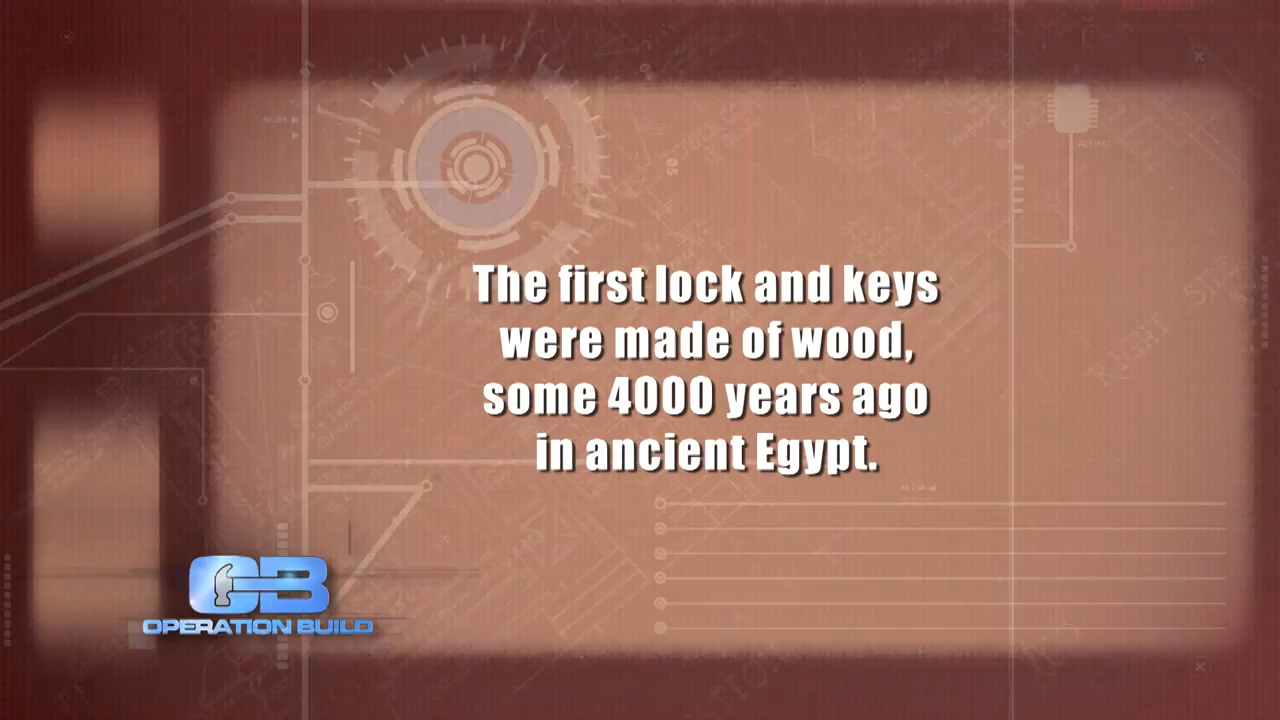 The first lock and keys
were made of wood,
some 4000 years ago
in ancient Egypt.
OB
OPERATION BUILD